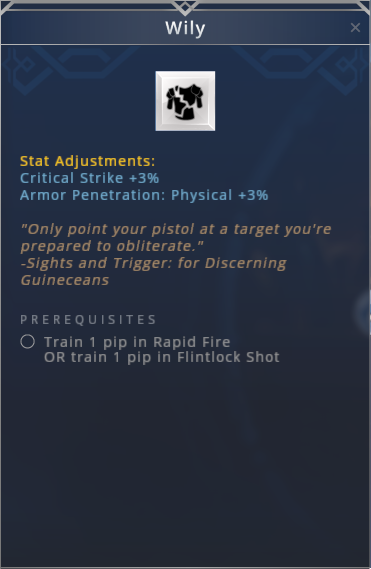 Wily
Stat Adjustments:
Critical Strike +3%
Armor Penetration: Physical +3%
"Only point your pistol at a target you're
prepared to obliterate."
-Sights and Trigger: for Discerning
Guineceans
PREREQUISITES
Train 1 pip in Rapid Fire
OR train 1 pip in Flintlock Shot